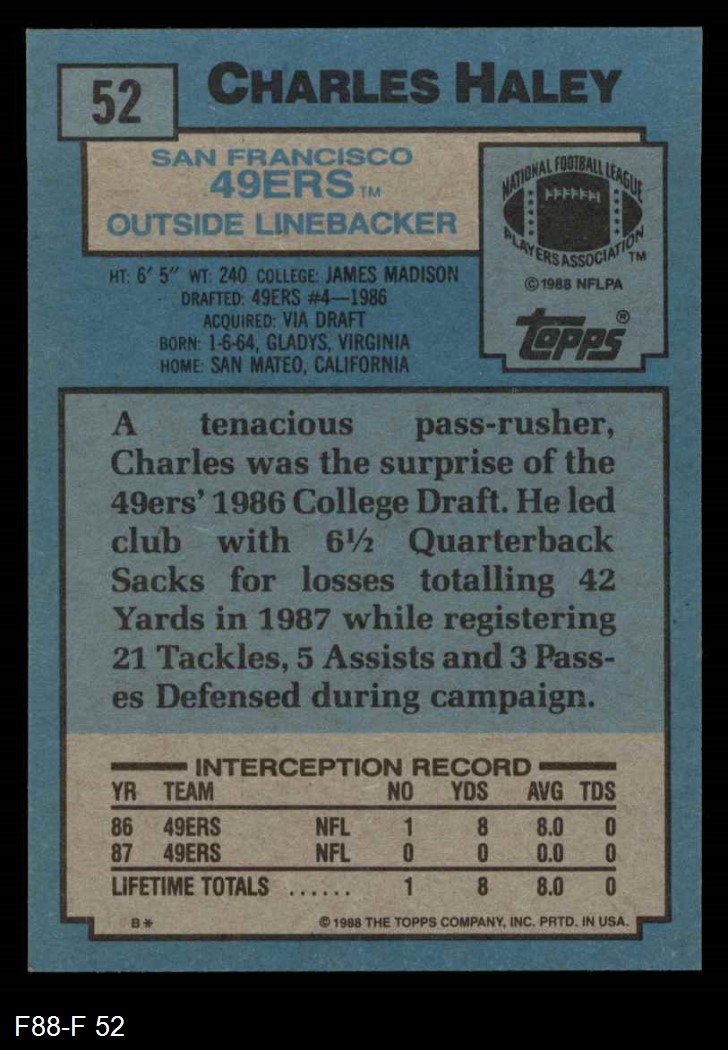 52
CHARLES HALEY
SAN FRANCISCO
49ERS TM
OUTSIDE LINEBACKER
NATIONAL FOOTBALL LEAGUE
PLAYERS ASSOCIATION TM
©1988 NFLPA
topps®
HT: 6' 5" WT: 240 COLLEGE: JAMES MADISON
DRAFTED: 49ERS #4—1986
ACQUIRED: VIA DRAFT
BORN: 1-6-64, GLADYS, VIRGINIA
HOME: SAN MATEO, CALIFORNIA
A tenacious pass-rusher,
Charles was the surprise of the
49ers' 1986 College Draft. He led
club with 6½ Quarterback
Sacks for losses totalling 42
Yards in 1987 while registering
21 Tackles, 5 Assists and 3 Pass-
es Defensed during campaign.
INTERCEPTION RECORD
YR TEAM NO YDS AVG TDS
86 49ERS NFL 1 8 8.0 0
87 49ERS NFL 0 0 0.0 0
LIFETIME TOTALS ...... 1 8 8.0 0
B* ©1988 THE TOPPS COMPANY, INC. PRTD. IN USA.
F88-F 52